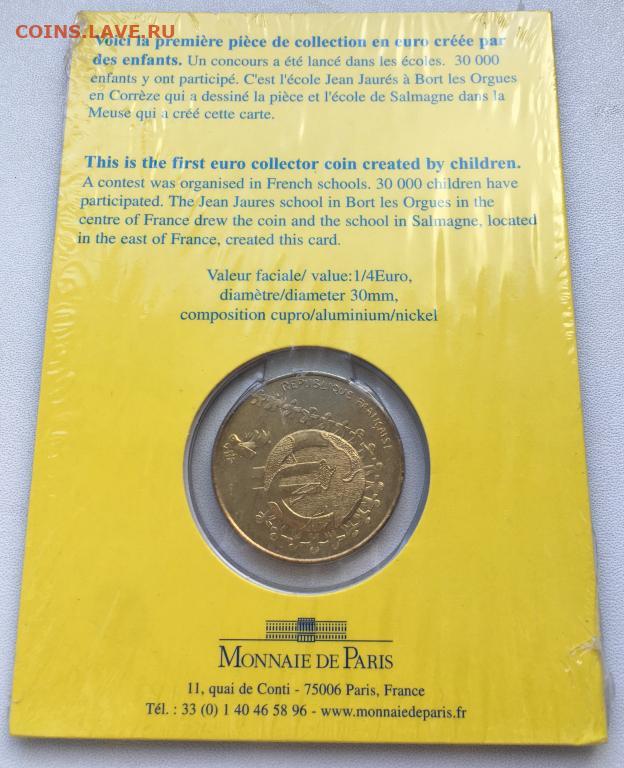 COINS.LAVE.RU
Voici la première pièce de collection en euro créée par
des enfants. Un concours a été lancé dans les écoles. 30 000
enfants y ont participé. C'est l'école Jean Jaurés à Bort les Orgues
en Corrèze qui a dessiné la pièce et l'école de Salmagne dans la
Meuse qui a créé cette carte.
This is the first euro collector coin created by children.
A contest was organised in French schools. 30 000 children have
participated. The Jean Jaures school in Bort les Orgues in the
centre of France drew the coin and the school in Salmagne, located
in the east of France, created this card.
Valeur faciale/ value:1/4Euro,
diamètre/diameter 30mm,
composition cupro/aluminium/nickel
REPUBLIQUE FRANÇAISE
MONNAIE DE PARIS
11, quai de Conti - 75006 Paris, France
Tél. : 33 (0) 1 40 46 58 96 - www.monnaiedeparis.fr